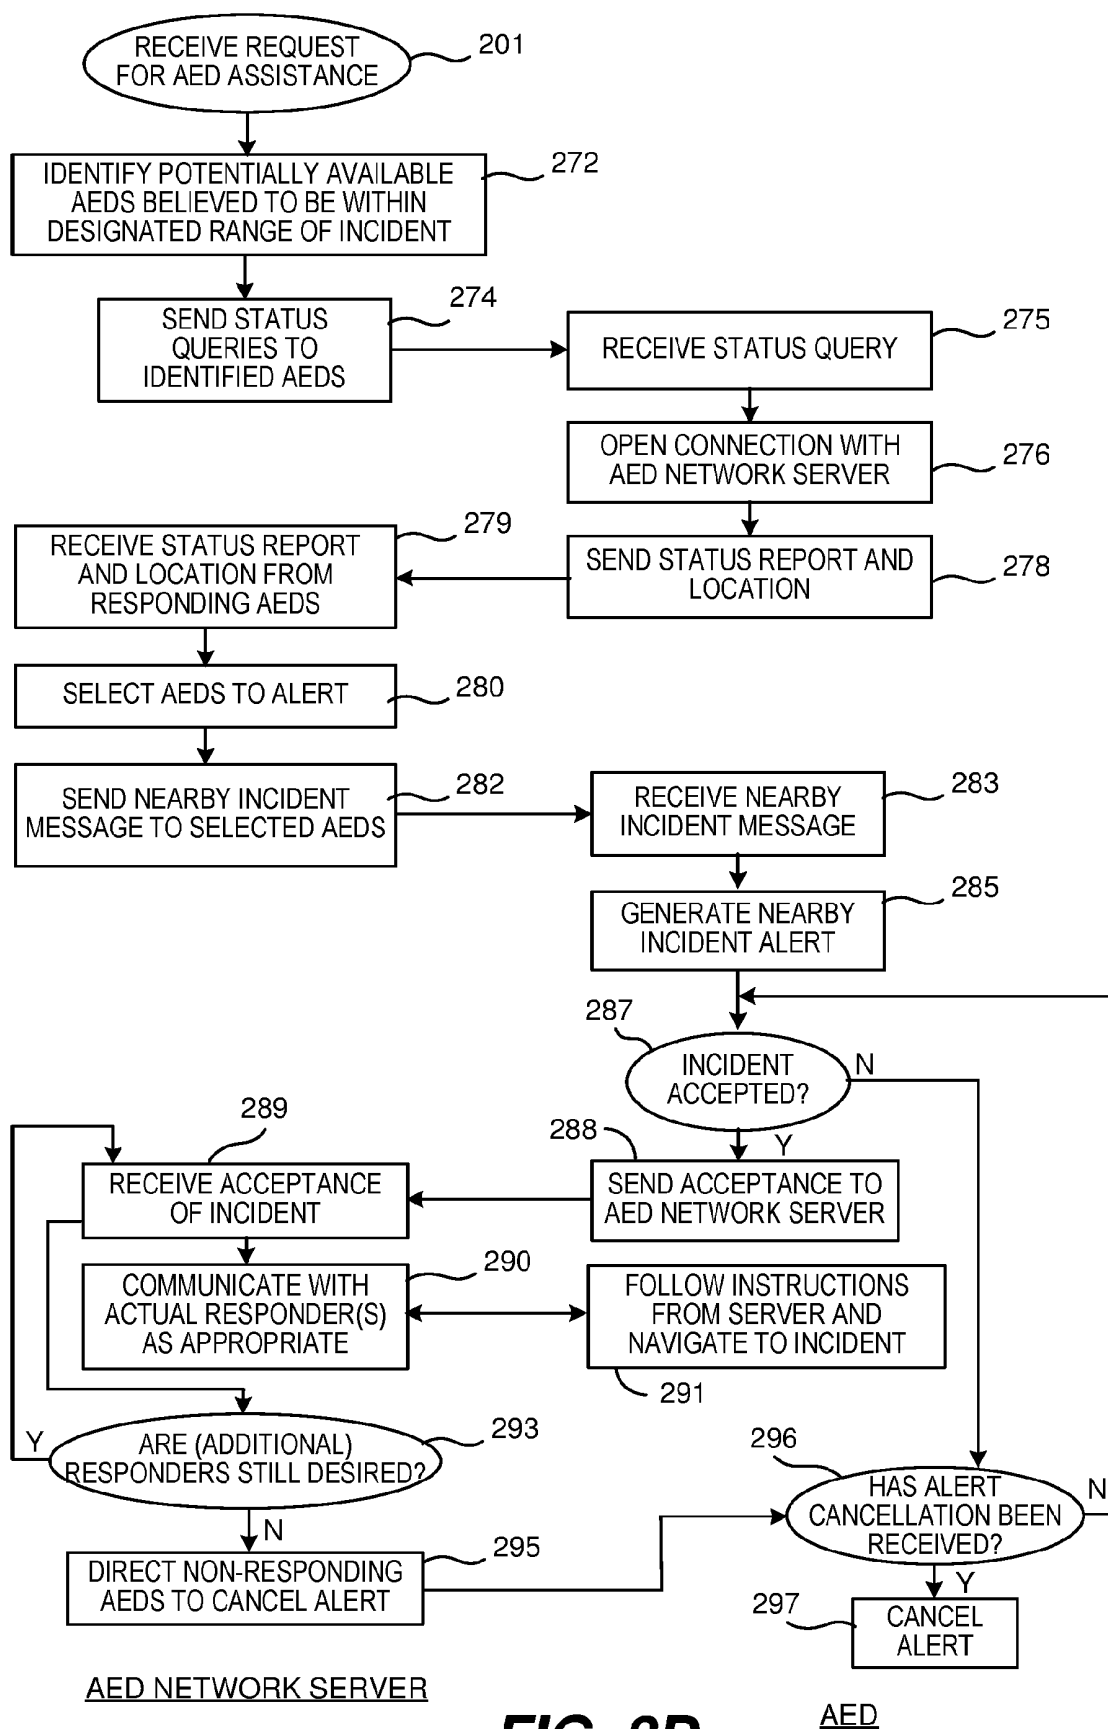 RECEIVE REQUEST
FOR AED ASSISTANCE
201
IDENTIFY POTENTIALLY AVAILABLE
AEDS BELIEVED TO BE WITHIN
DESIGNATED RANGE OF INCIDENT
272
SEND STATUS
QUERIES TO
IDENTIFIED AEDS
274
RECEIVE STATUS QUERY
275
OPEN CONNECTION WITH
AED NETWORK SERVER
276
SEND STATUS REPORT AND
LOCATION
278
RECEIVE STATUS REPORT
AND LOCATION FROM
RESPONDING AEDS
279
SELECT AEDS TO ALERT
280
SEND NEARBY INCIDENT
MESSAGE TO SELECTED AEDS
282
RECEIVE NEARBY
INCIDENT MESSAGE
283
GENERATE NEARBY
INCIDENT ALERT
285
287
INCIDENT
ACCEPTED?
N
Y
288
SEND ACCEPTANCE TO
AED NETWORK SERVER
289
RECEIVE ACCEPTANCE
OF INCIDENT
COMMUNICATE WITH
ACTUAL RESPONDER(S)
AS APPROPRIATE
290
FOLLOW INSTRUCTIONS
FROM SERVER AND
NAVIGATE TO INCIDENT
291
Y
ARE (ADDITIONAL)
RESPONDERS STILL DESIRED?
293
N
DIRECT NON-RESPONDING
AEDS TO CANCEL ALERT
295
296
HAS ALERT
CANCELLATION BEEN
RECEIVED?
N
Y
297
CANCEL
ALERT
AED NETWORK SERVER
AED